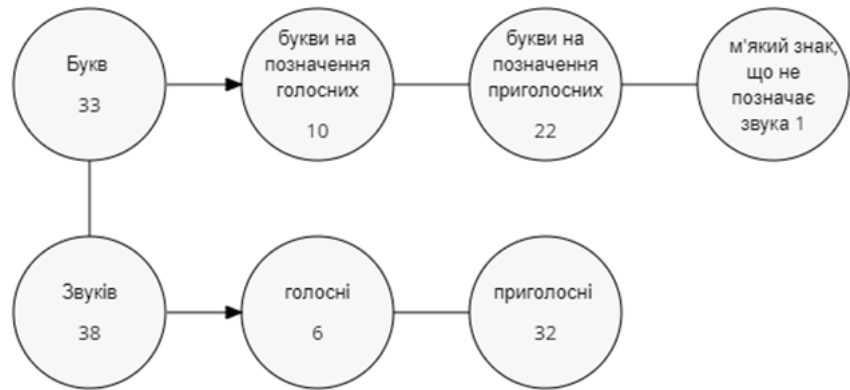 Букв
33
букви на
позначення
голосних
10
букви на
позначення
приголосних
22
м'який знак,
що не
позначає
звука 1
Звуків
38
голосні
6
приголосні
32